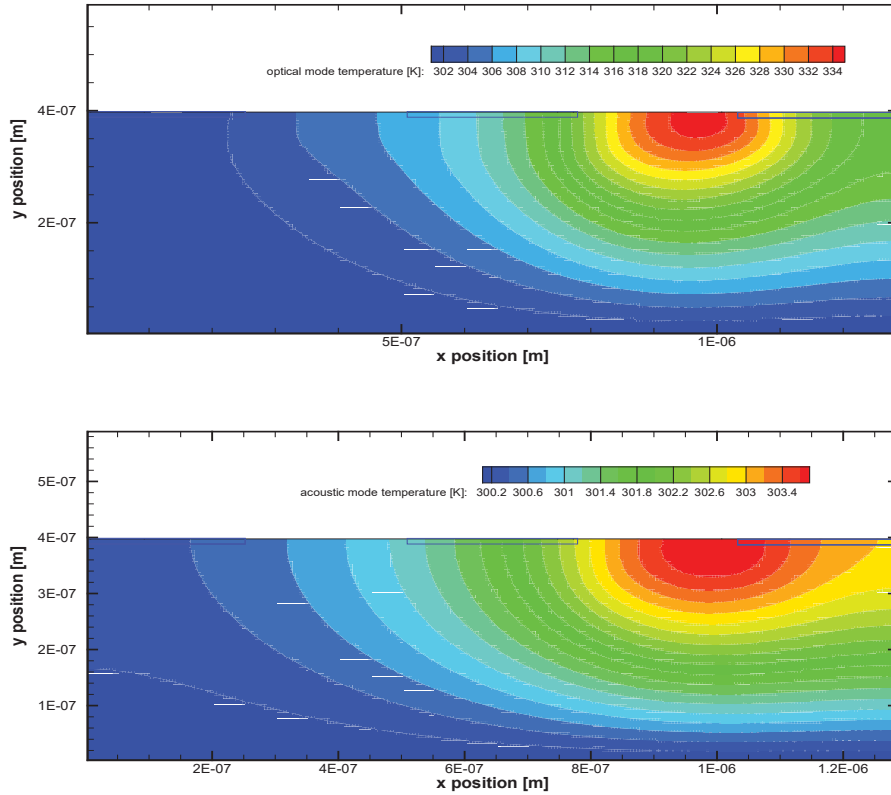 optical mode temperature [K]: 302 304 306 308 310 312 314 316 318 320 322 324 326 328 330 332 334
4E-07
2E-07
y position [m]
5E-07 1E-06
x position [m]
acoustic mode temperature [K]: 300.2 300.6 301 301.4 301.8 302.2 302.6 303 303.4
5E-07
4E-07
3E-07
2E-07
1E-07
y position [m]
2E-07 4E-07 6E-07 8E-07 1E-06 1.2E-06
x position [m]